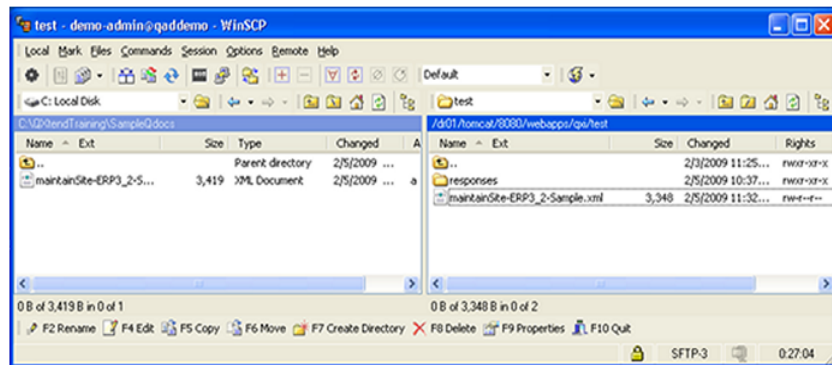 test - demo-admin@qaddemo - WinSCP
Local Mark Files Commands Session Options Remote Help
Default
C: Local Disk
test
C:\QXtendTraining\SampleQdocs
/dr01/tomcat/8080/webapps/qxi/test
Name Ext Size Type Changed A
Name Ext Size Changed Rights
.. Parent directory 2/5/2009 ...
.. 2/3/2009 11:25... rwxr-xr-x
maintainSite-ERP3_2-S... 3,419 XML Document 2/5/2009 ... a
responses 2/5/2009 10:37... rwxr-xr-x
maintainSite-ERP3_2-Sample.xml 3,348 2/5/2009 11:32... rw-r--r--
0 B of 3,419 B in 0 of 1
0 B of 3,348 B in 0 of 2
F2 Rename F4 Edit F5 Copy F6 Move F7 Create Directory F8 Delete F9 Properties F10 Quit
SFTP-3 0:27:04